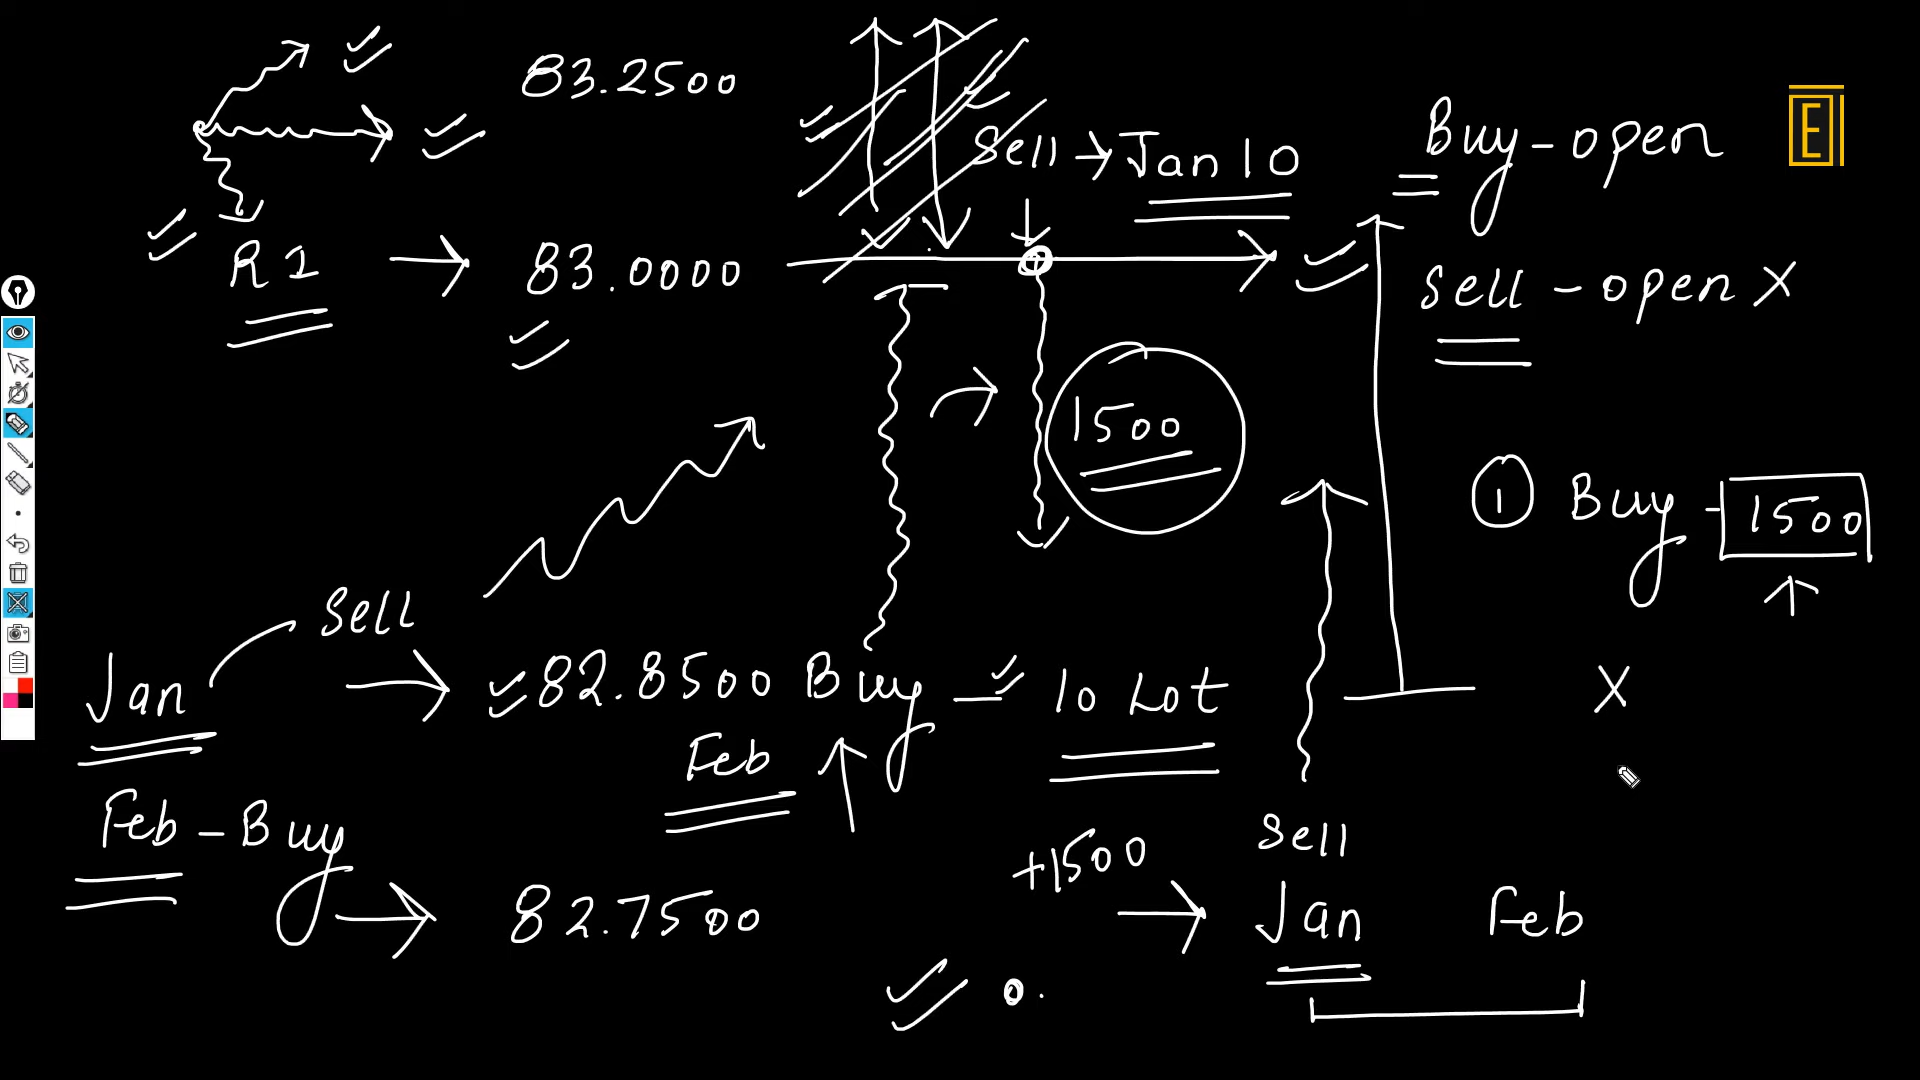 83.2500
Sell → Jan 10
Buy - open
E
R1 → 83.0000
Sell - open X
1500
1 Buy - 1500
Sell
Jan → 82.8500 Buy - 10 Lot
X
Feb
Feb - Buy → 82.7500
+1500 → Sell
Jan Feb
0.